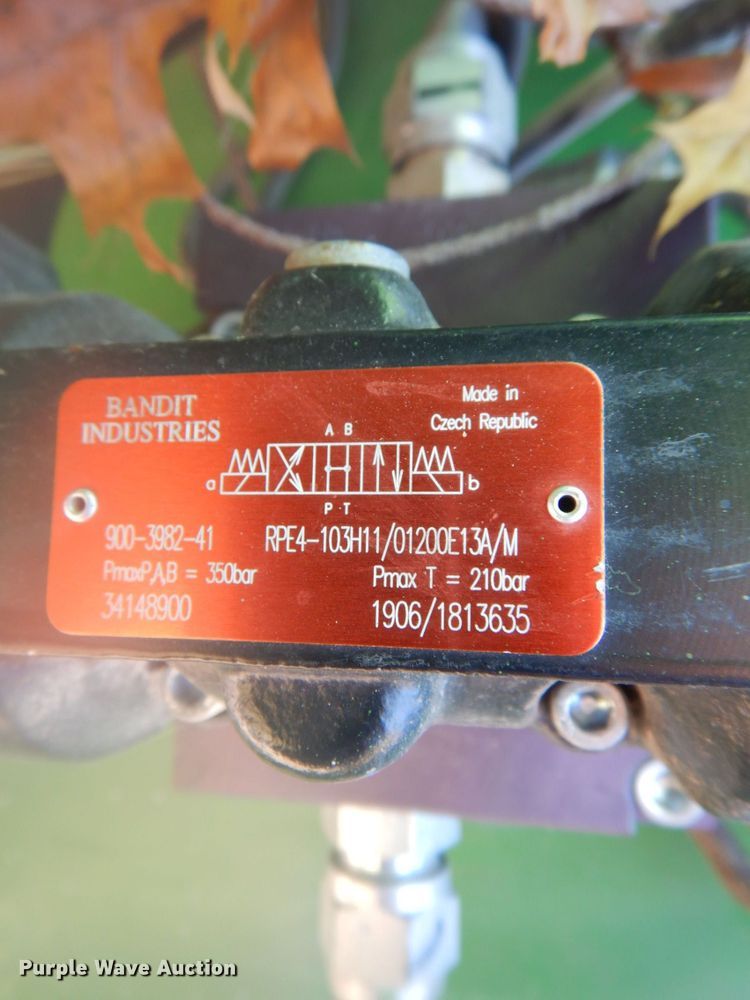 BANDIT
INDUSTRIES
Made in
Czech Republic
A B
a b
P T
900-3982-41 RPE4-103H11/01200E13A/M
PmaxP,A,B = 350bar Pmax T = 210bar
34148900 1906/1813635
Purple Wave Auction